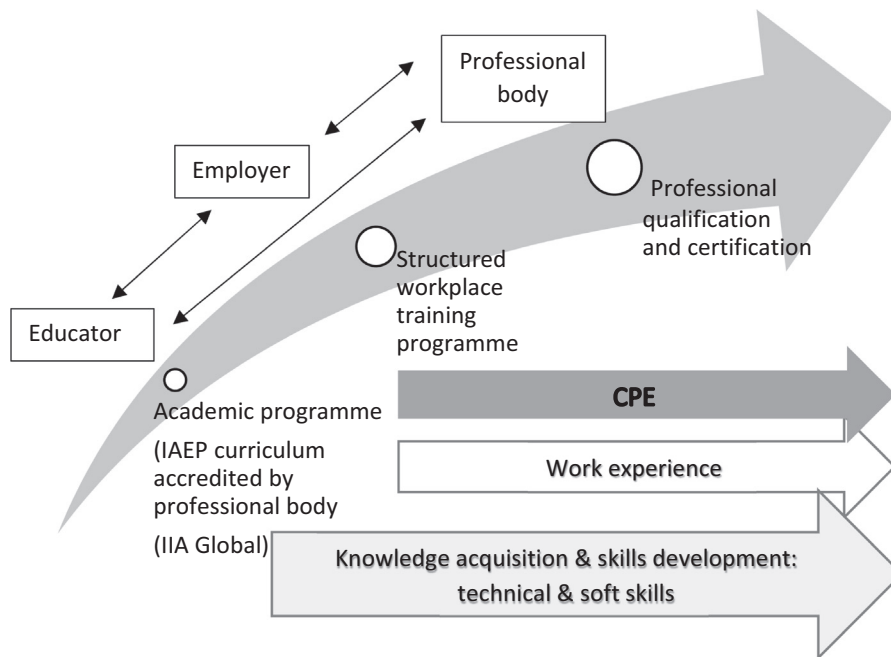 Professional
body
Employer
Educator
Professional
qualification
and certification
Structured
workplace
training
programme
Academic programme
(IAEP curriculum
accredited by
professional body
(IIA Global)
CPE
Work experience
Knowledge acquisition & skills development:
technical & soft skills